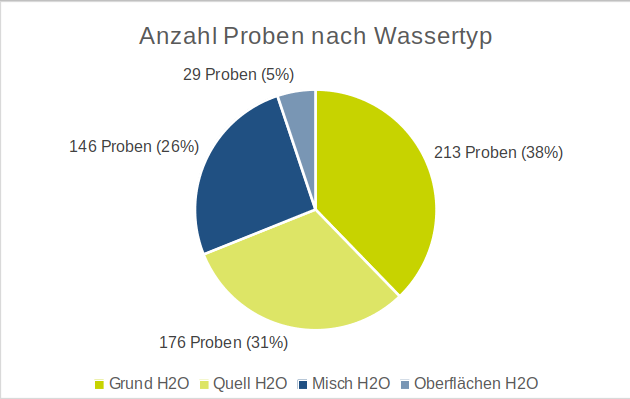 Anzahl Proben nach Wassertyp
29 Proben (5%)
146 Proben (26%)
213 Proben (38%)
176 Proben (31%)
Grund H2O Quell H2O Misch H2O Oberflächen H2O